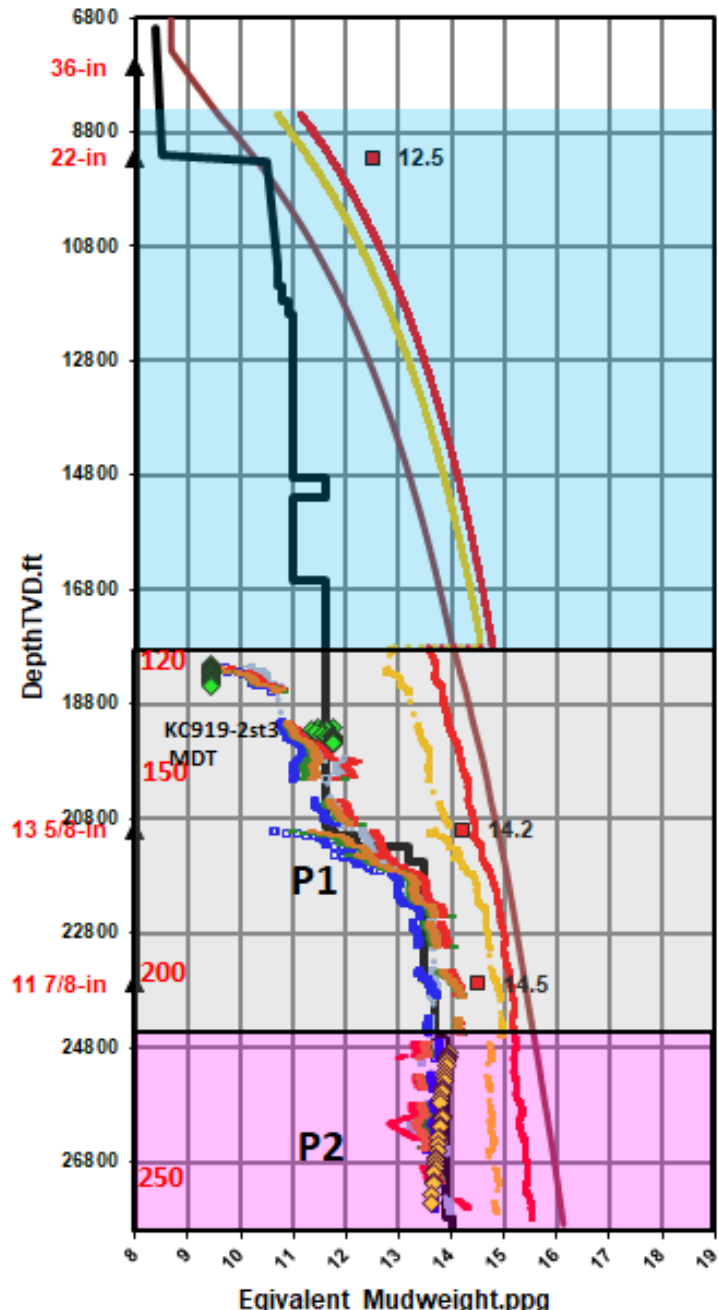 6800
36-in
8800
22-in
12.5
10800
12800
14800
16800
DepthTVD.ft
120
18800
KC919-2st3
MDT
150
20800
13 5/8-in
14.2
P1
22800
200
11 7/8-in
14.5
24800
P2
26800
250
8 9 10 11 12 13 14 15 16 17 18 19
Eqivalent Mudweight.ppg